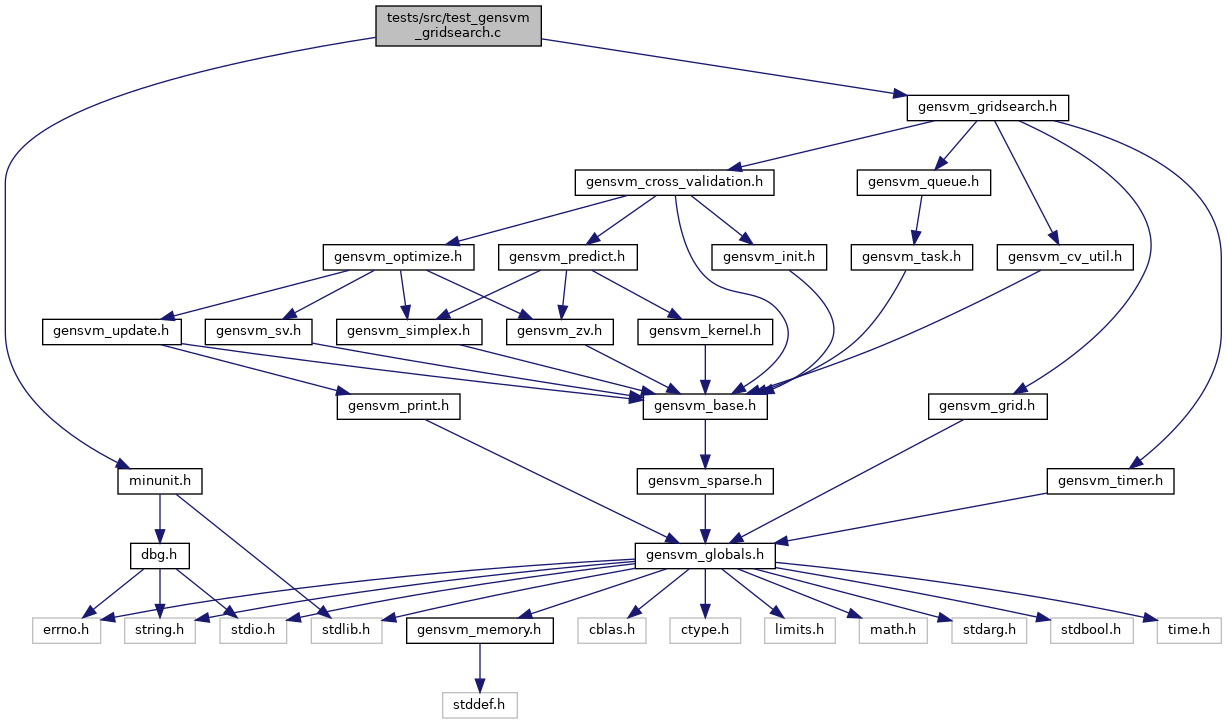 tests/src/test_gensvm
_gridsearch.c
gensvm_gridsearch.h
gensvm_cross_validation.h
gensvm_queue.h
gensvm_optimize.h
gensvm_predict.h
gensvm_init.h
gensvm_task.h
gensvm_cv_util.h
gensvm_update.h
gensvm_sv.h
gensvm_simplex.h
gensvm_zv.h
gensvm_kernel.h
gensvm_print.h
gensvm_base.h
gensvm_grid.h
minunit.h
gensvm_sparse.h
gensvm_timer.h
dbg.h
gensvm_globals.h
errno.h
string.h
stdio.h
stdlib.h
gensvm_memory.h
cblas.h
ctype.h
limits.h
math.h
stdarg.h
stdbool.h
time.h
stddef.h